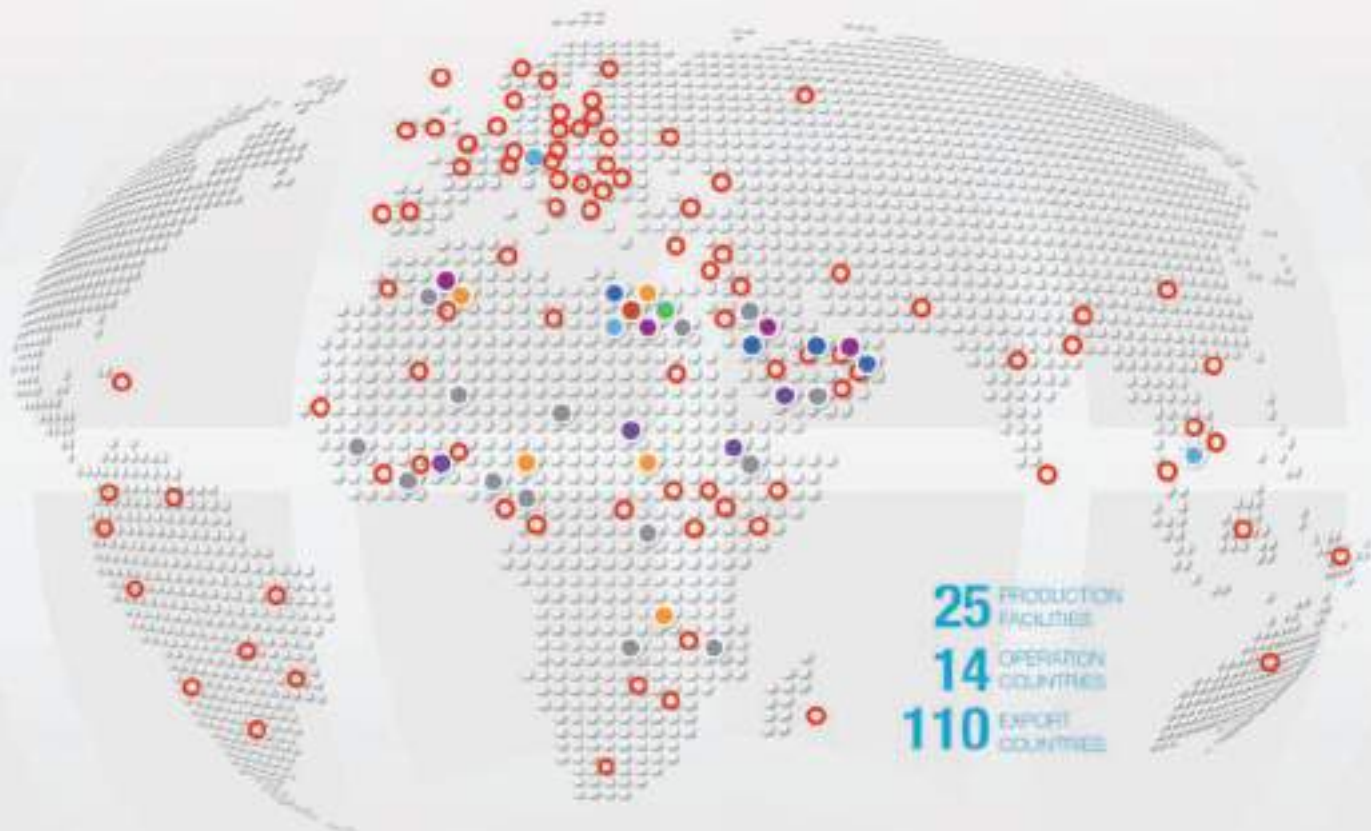 25 PRODUCTION
FACILITIES
14 OPERATION
COUNTRIES
110 EXPORT
COUNTRIES